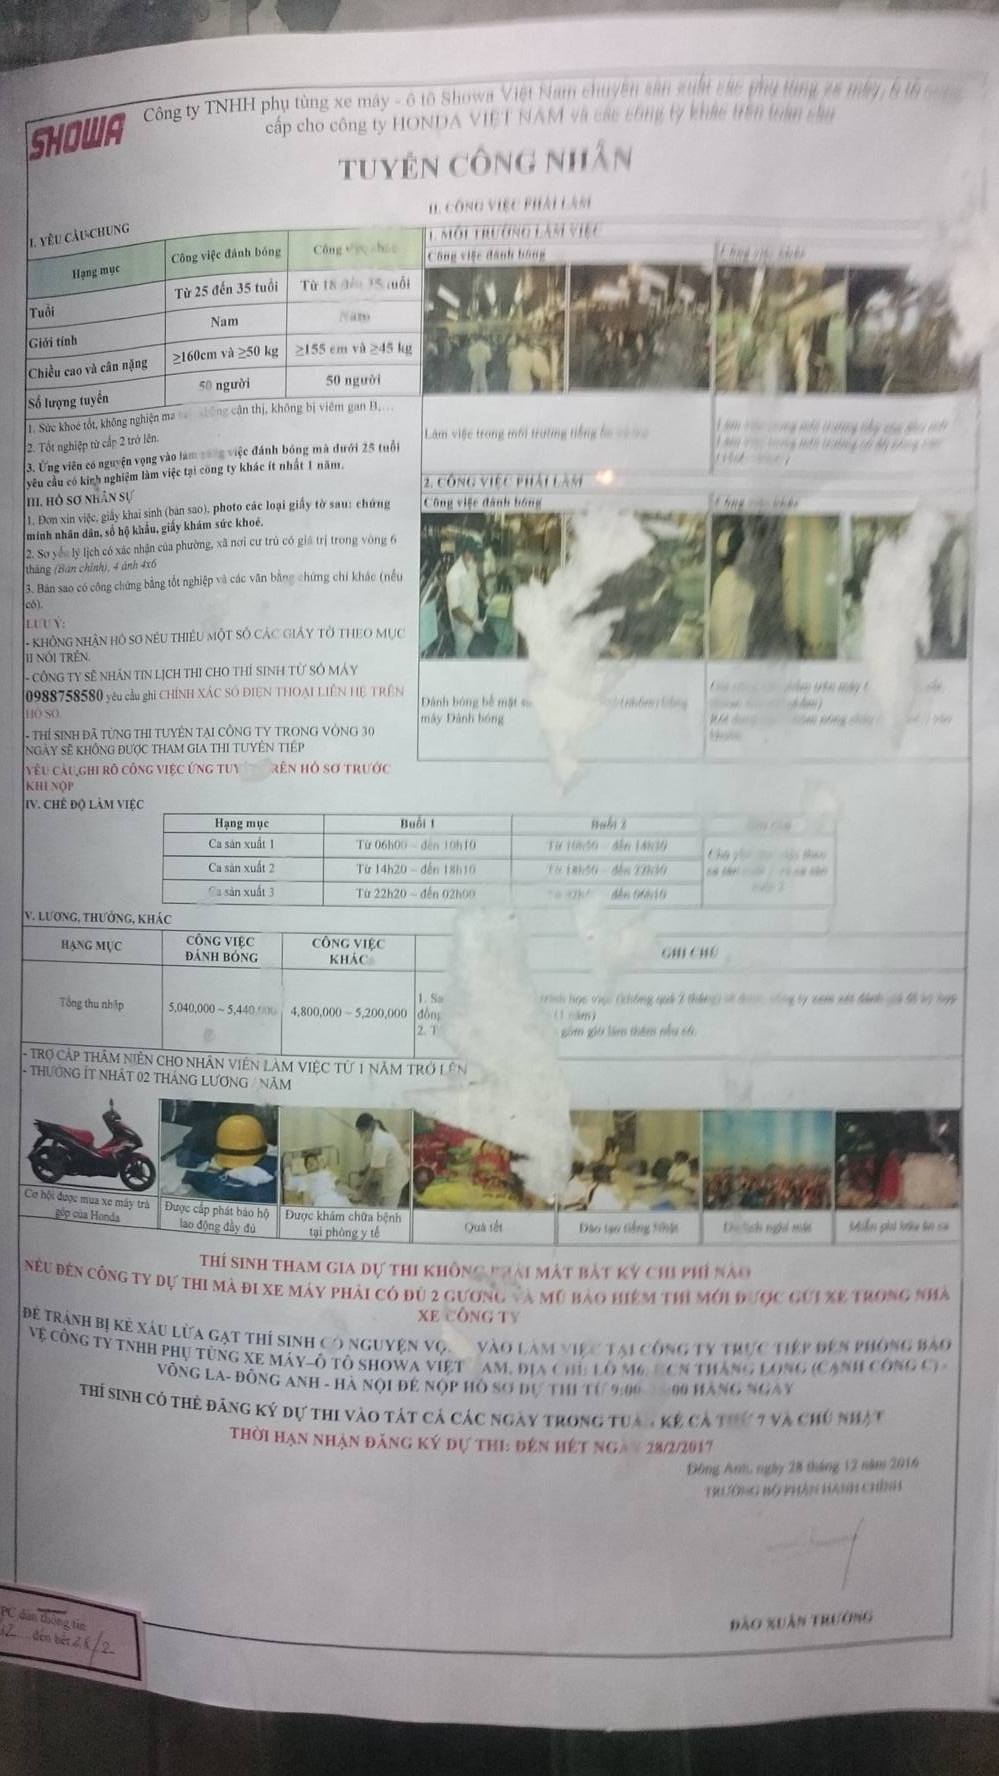 SHOWA
Công ty TNHH phụ tùng xe máy - ô tô Showa Việt Nam chuyên sản xuất các phụ tùng xe máy, ô tô
cấp cho công ty HONDA VIỆT NAM và các công ty khác trên toàn cầu
TUYỂN CÔNG NHÂN
I. YÊU CẦU CHUNG
Hạng mục
Công việc đánh bóng
Công việc khác
Tuổi
Từ 25 đến 35 tuổi
Từ 18 đến 35 tuổi
Giới tính
Nam
Nam
Chiều cao và cân nặng
≥160cm và ≥50 kg
≥155 cm và ≥45 kg
Số lượng tuyển
50 người
50 người
1. Sức khoẻ tốt, không nghiện ma cận thị, không bị viêm gan B,...
2. Tốt nghiệp từ cấp 2 trở lên.
3. Ứng viên có nguyện vọng vào làm công việc đánh bóng mà dưới 25 tuổi
yêu cầu có kinh nghiệm làm việc tại công ty khác ít nhất 1 năm.
III. HỒ SƠ NHÂN SỰ
1. Đơn xin việc, giấy khai sinh (bản sao), photo các loại giấy tờ sau: chứng
minh nhân dân, sổ hộ khẩu, giấy khám sức khoẻ.
2. Sơ yếu lý lịch có xác nhận của phường, xã nơi cư trú có giá trị trong vòng 6
tháng (Bản chính), 4 ảnh 4x6
3. Bản sao có công chứng bằng tốt nghiệp và các văn bằng chứng chỉ khác (nếu
có).
LƯU Ý:
- KHÔNG NHẬN HỒ SƠ NẾU THIẾU MỘT SỐ CÁC GIẤY TỜ THEO MỤC
II NÓI TRÊN.
- CÔNG TY SẼ NHẮN TIN LỊCH THI CHO THÍ SINH TỪ SỐ MÁY
0988758580 yêu cầu ghi CHÍNH XÁC SỐ ĐIỆN THOẠI LIÊN HỆ TRÊN
HỒ SƠ.
- THÍ SINH ĐÃ TỪNG THI TUYỂN TẠI CÔNG TY TRONG VÒNG 30
NGÀY SẼ KHÔNG ĐƯỢC THAM GIA THI TUYỂN TIẾP
YÊU CẦU GHI RÕ CÔNG VIỆC ỨNG TUY RÊN HỒ SƠ TRƯỚC
KHI NỘP
II. CÔNG VIỆC PHẢI LÀM
1. MÔI TRƯỜNG LÀM VIỆC
Công việc đánh bóng
Công việc khác
Làm việc trong môi trường tiếng ồn
2. CÔNG VIỆC PHẢI LÀM
Công việc đánh bóng
Công việc khác
Đánh bóng bề mặt
máy Đánh bóng
IV. CHẾ ĐỘ LÀM VIỆC
Hạng mục
Buổi 1
Buổi 2
Ca sản xuất 1
Từ 06h00 - đến 10h10
Từ 10h50 - đến 14h30
Ca sản xuất 2
Từ 14h20 - đến 18h10
Từ 18h50 - đến 22h30
Ca sản xuất 3
Từ 22h20 - đến 02h00
đến 06h10
V. LƯƠNG, THƯỞNG, KHÁC
HẠNG MỤC
CÔNG VIỆC
ĐÁNH BÓNG
CÔNG VIỆC
KHÁC
GHI CHÚ
Tổng thu nhập
5,040,000 ~ 5,440
4,800,000 ~ 5,200,000
1. Sa trình học việc (không quá 2 tháng) sẽ được công ty xem xét đánh giá để ký hợp
đồng (1 năm)
2. T gồm giờ làm thêm nếu có.
- TRỢ CẤP THÂM NIÊN CHO NHÂN VIÊN LÀM VIỆC TỪ 1 NĂM TRỞ LÊN
- THƯỞNG ÍT NHẤT 02 THÁNG LƯƠNG / NĂM
Cơ hội được mua xe máy trả
góp của Honda
Được cấp phát bảo hộ
lao động đầy đủ
Được khám chữa bệnh
tại phòng y tế
Quà tết
Đào tạo tiếng Nhật
Du lịch nghỉ mát
Miễn phí bữa ăn ca
THÍ SINH THAM GIA DỰ THI KHÔNG PHẢI MẤT BẤT KỲ CHI PHÍ NÀO
NẾU ĐẾN CÔNG TY DỰ THI MÀ ĐI XE MÁY PHẢI CÓ ĐỦ 2 GƯƠNG VÀ MŨ BẢO HIỂM THÌ MỚI ĐƯỢC GỬI XE TRONG NHÀ
XE CÔNG TY
ĐỂ TRÁNH BỊ KẺ XẤU LỪA GẠT THÍ SINH CÓ NGUYỆN VỌ VÀO LÀM VIỆC TẠI CÔNG TY TRỰC TIẾP ĐẾN PHÒNG BẢO
VỆ CÔNG TY TNHH PHỤ TÙNG XE MÁY-Ô TÔ SHOWA VIỆT AM, ĐỊA CHỈ: LÔ M6, KCN THĂNG LONG (CẠNH CỔNG C) -
VÕNG LA- ĐÔNG ANH - HÀ NỘI ĐỂ NỘP HỒ SƠ DỰ THI TỪ 9:00 00 HÀNG NGÀY
THÍ SINH CÓ THỂ ĐĂNG KÝ DỰ THI VÀO TẤT CẢ CÁC NGÀY TRONG TUẦ , KỂ CẢ THỨ 7 VÀ CHỦ NHẬT
THỜI HẠN NHẬN ĐĂNG KÝ DỰ THI: ĐẾN HẾT NGÀY 28/2/2017
Đông Anh, ngày 28 tháng 12 năm 2016
TRƯỞNG BỘ PHẬN HÀNH CHÍNH
ĐÀO XUÂN TRƯỜNG
PC dán thông tin
12 đến hết 28/2